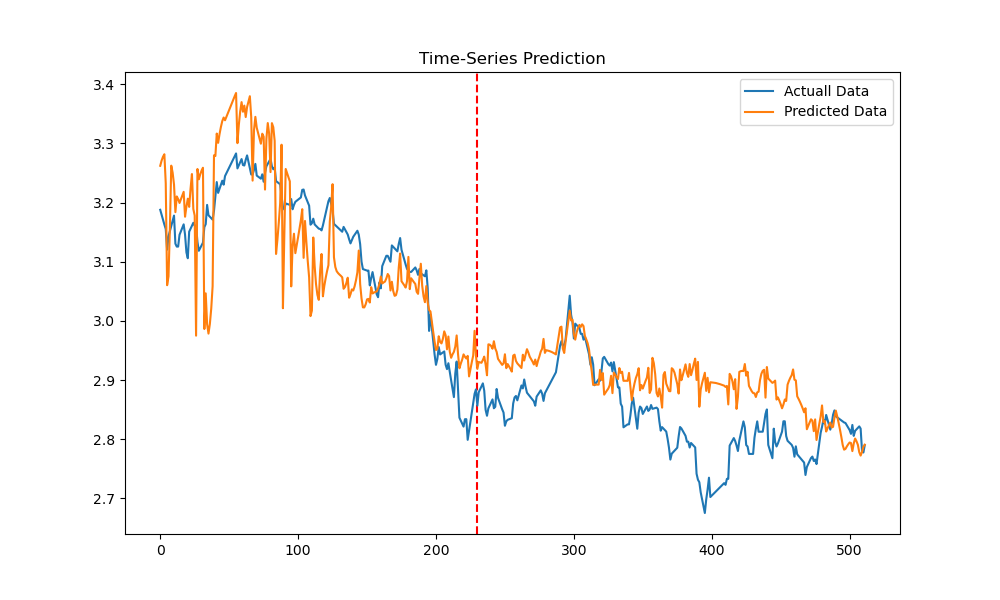 Time-Series Prediction
Actuall Data
Predicted Data
3.4
3.3
3.2
3.1
3.0
2.9
2.8
2.7
0 100 200 300 400 500